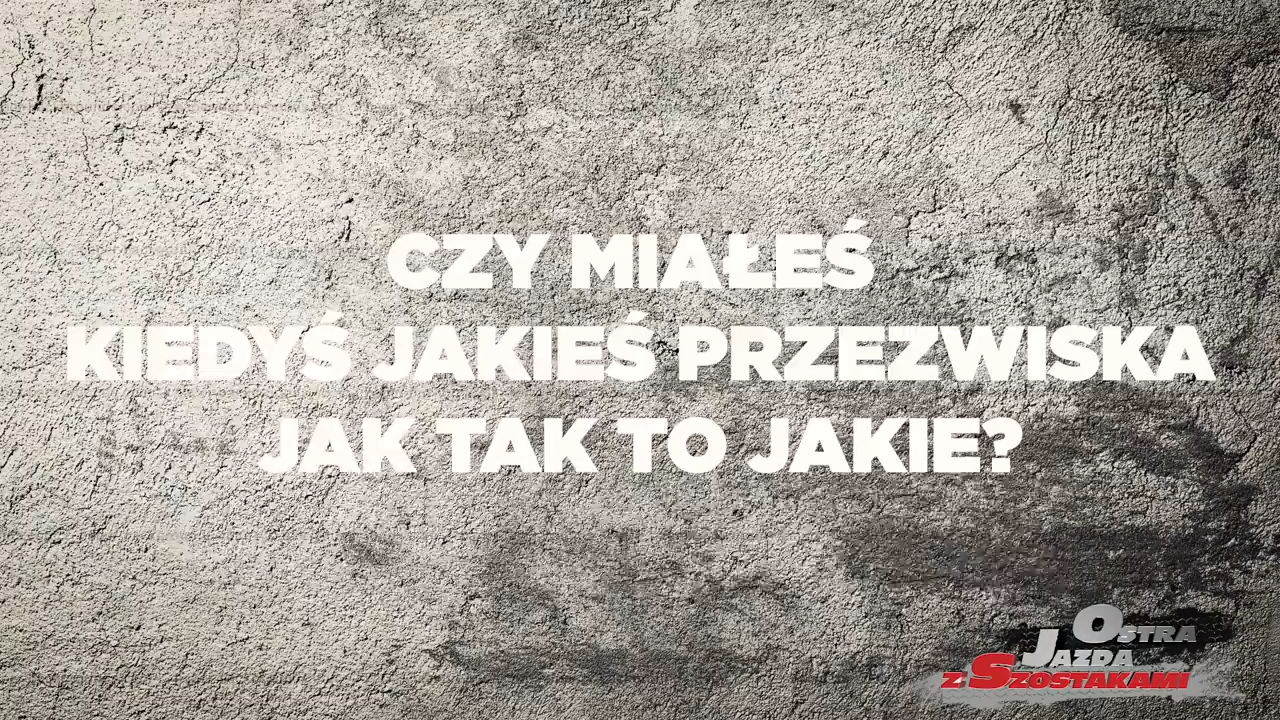 CZY MIAŁEŚ
KIEDYŚ JAKIEŚ PRZEZWISKA
JAK TAK TO JAKIE?
OSTRA
JAZDA
Z SZOSTAKAMI